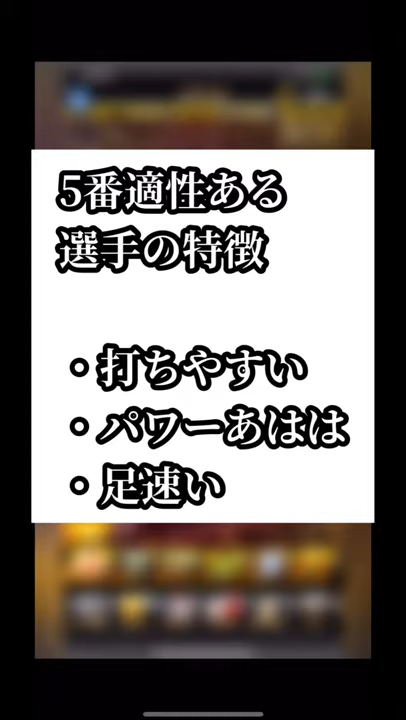 5番適性ある
選手の特徴
・打ちやすい
・パワーあはは
・足速い